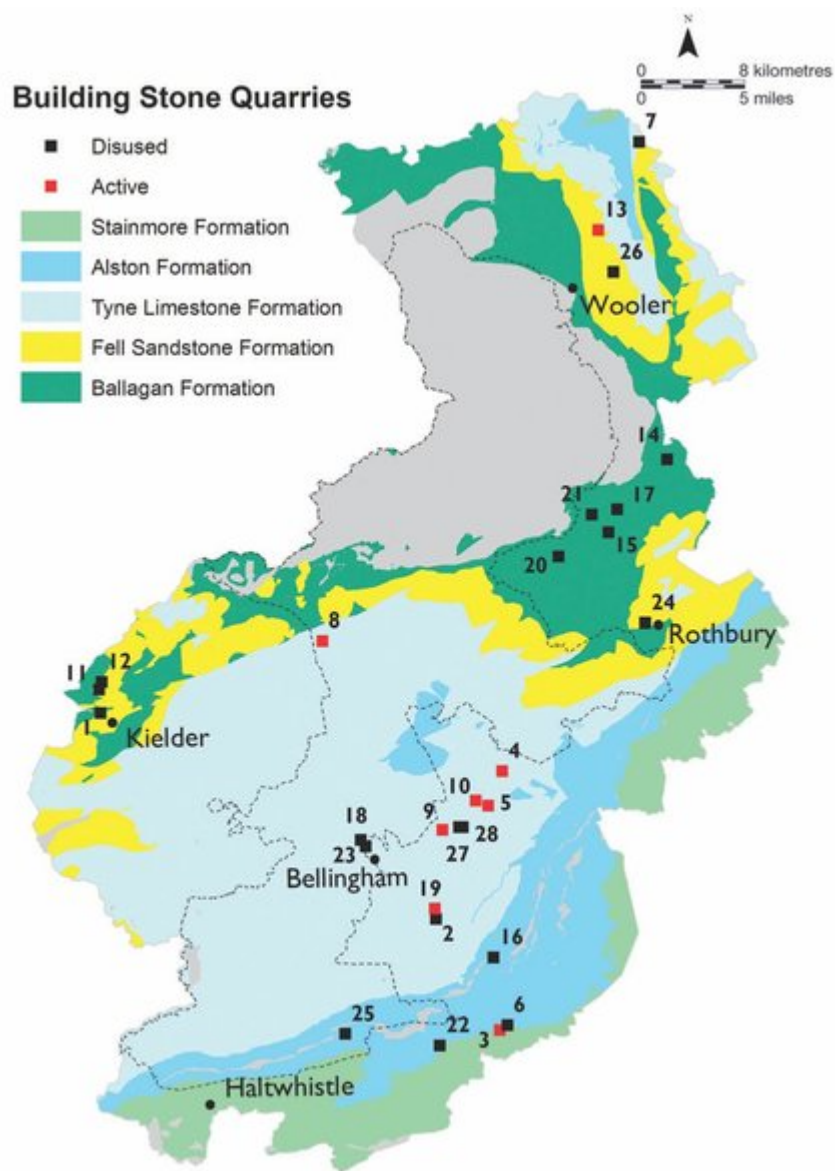 N
0 8 kilometres
0 5 miles
Building Stone Quarries
Disused
Active
Stainmore Formation
Alston Formation
Tyne Limestone Formation
Fell Sandstone Formation
Ballagan Formation
7
13
26
Wooler
14
21 17
15
20
24
Rothbury
8
11 12
1
Kielder
4
10
5
9
18
28
27
23
Bellingham
19
2
16
25
22
6
3
Haltwhistle